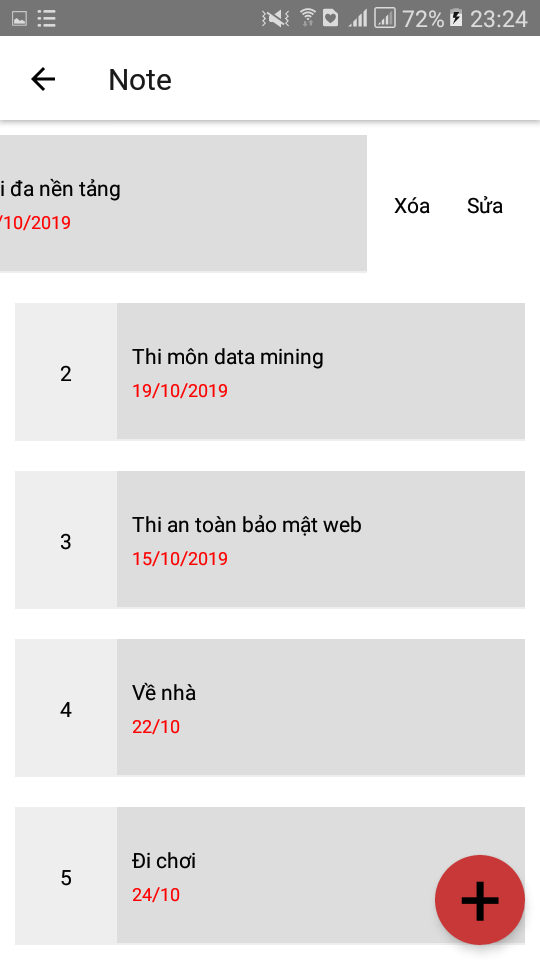 72% 23:24
Note
i đa nền tảng
/10/2019
Xóa Sửa
2
Thi môn data mining
19/10/2019
3
Thi an toàn bảo mật web
15/10/2019
4
Về nhà
22/10
5
Đi chơi
24/10